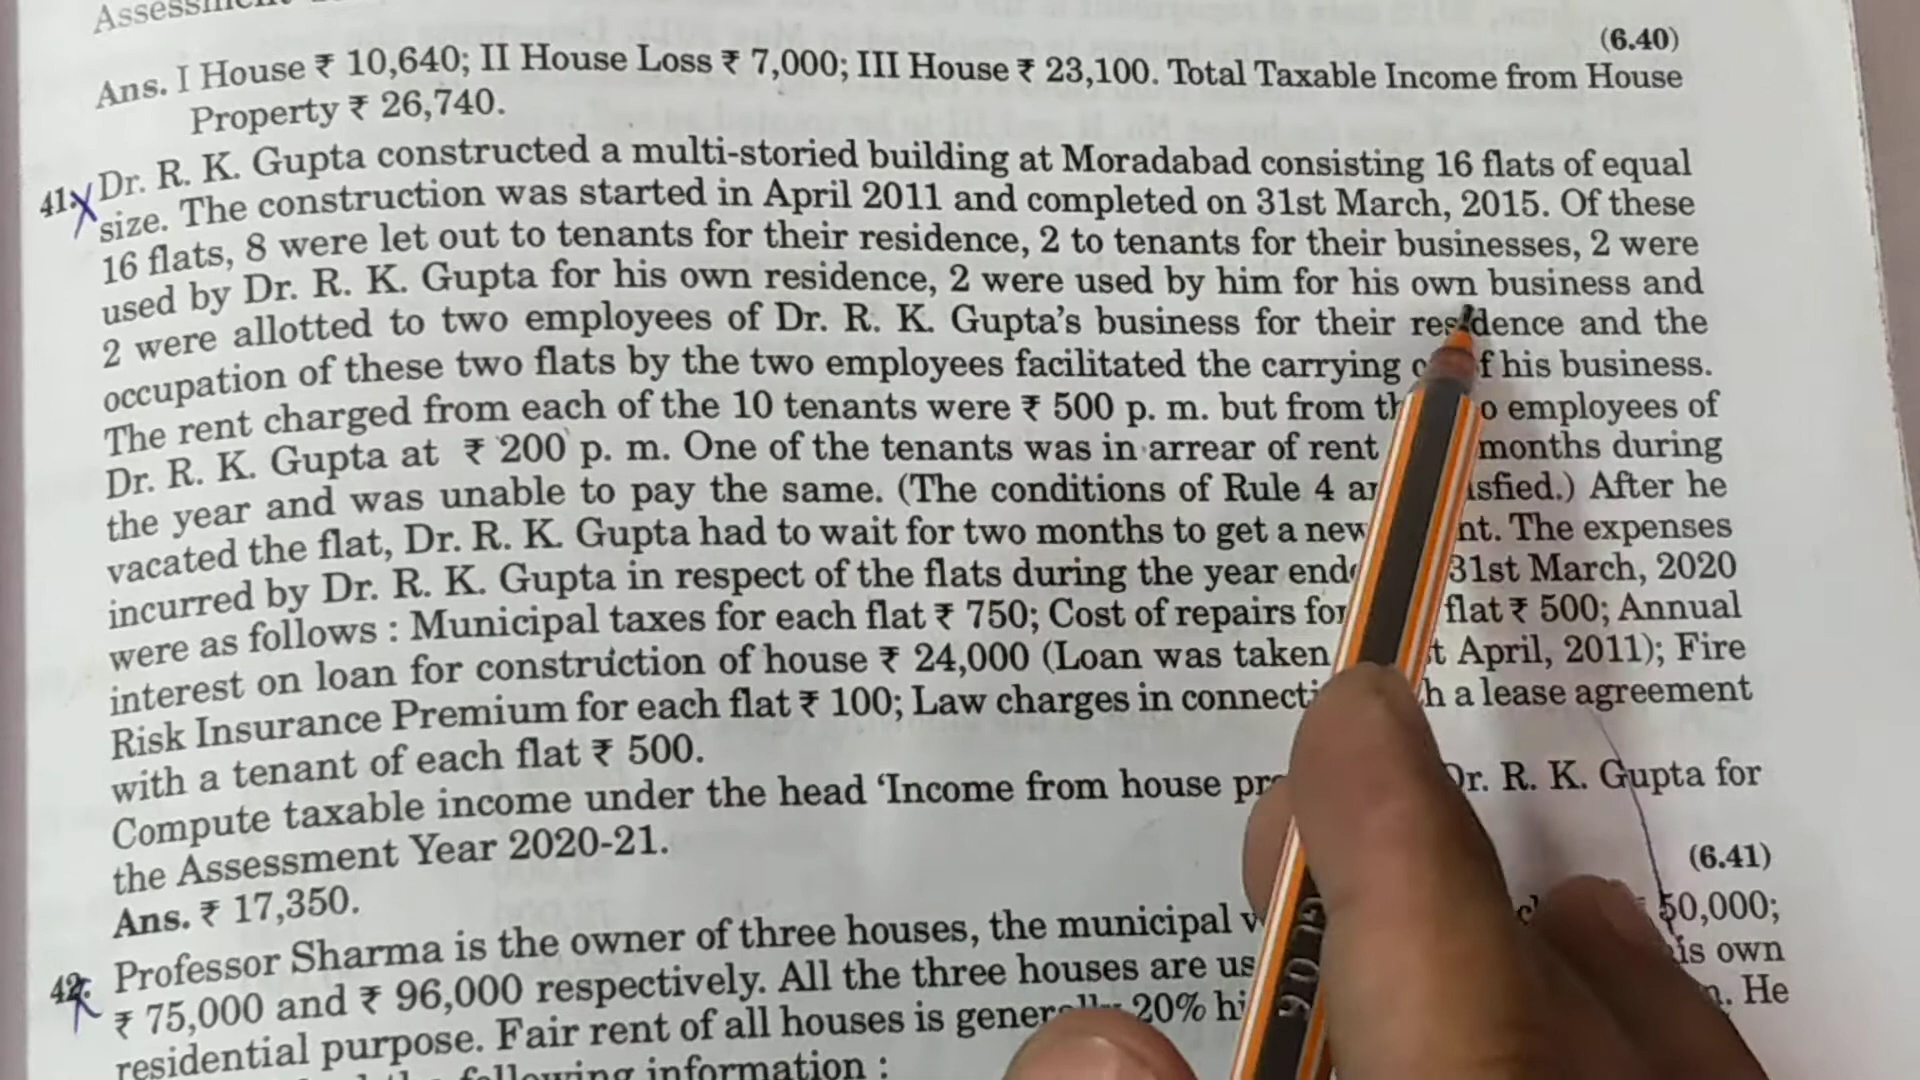 (6.40)
Ans. I House ₹ 10,640; II House Loss ₹ 7,000; III House ₹ 23,100. Total Taxable Income from House
Property ₹ 26,740.
41. Dr. R. K. Gupta constructed a multi-storied building at Moradabad consisting 16 flats of equal
size. The construction was started in April 2011 and completed on 31st March, 2015. Of these
16 flats, 8 were let out to tenants for their residence, 2 to tenants for their businesses, 2 were
used by Dr. R. K. Gupta for his own residence, 2 were used by him for his own business and
2 were allotted to two employees of Dr. R. K. Gupta's business for their residence and the
occupation of these two flats by the two employees facilitated the carrying of his business.
The rent charged from each of the 10 tenants were ₹ 500 p. m. but from employees of
Dr. R. K. Gupta at ₹ 200 p. m. One of the tenants was in arrear of rent months during
the year and was unable to pay the same. (The conditions of Rule 4 After he
vacated the flat, Dr. R. K. Gupta had to wait for two months to get a new The expenses
incurred by Dr. R. K. Gupta in respect of the flats during the year 31st March, 2020
were as follows : Municipal taxes for each flat ₹ 750; Cost of repairs for flat ₹ 500; Annual
interest on loan for construction of house ₹ 24,000 (Loan was taken April, 2011); Fire
Risk Insurance Premium for each flat ₹ 100; Law charges in a lease agreement
with a tenant of each flat ₹ 500.
Compute taxable income under the head 'Income from house Dr. R. K. Gupta for
the Assessment Year 2020-21.
(6.41)
Ans. ₹ 17,350.
42. Professor Sharma is the owner of three houses, the municipal 50,000;
₹ 75,000 and ₹ 96,000 respectively. All the three houses are own
residential purpose. Fair rent of all houses is generally 20% He
following information :